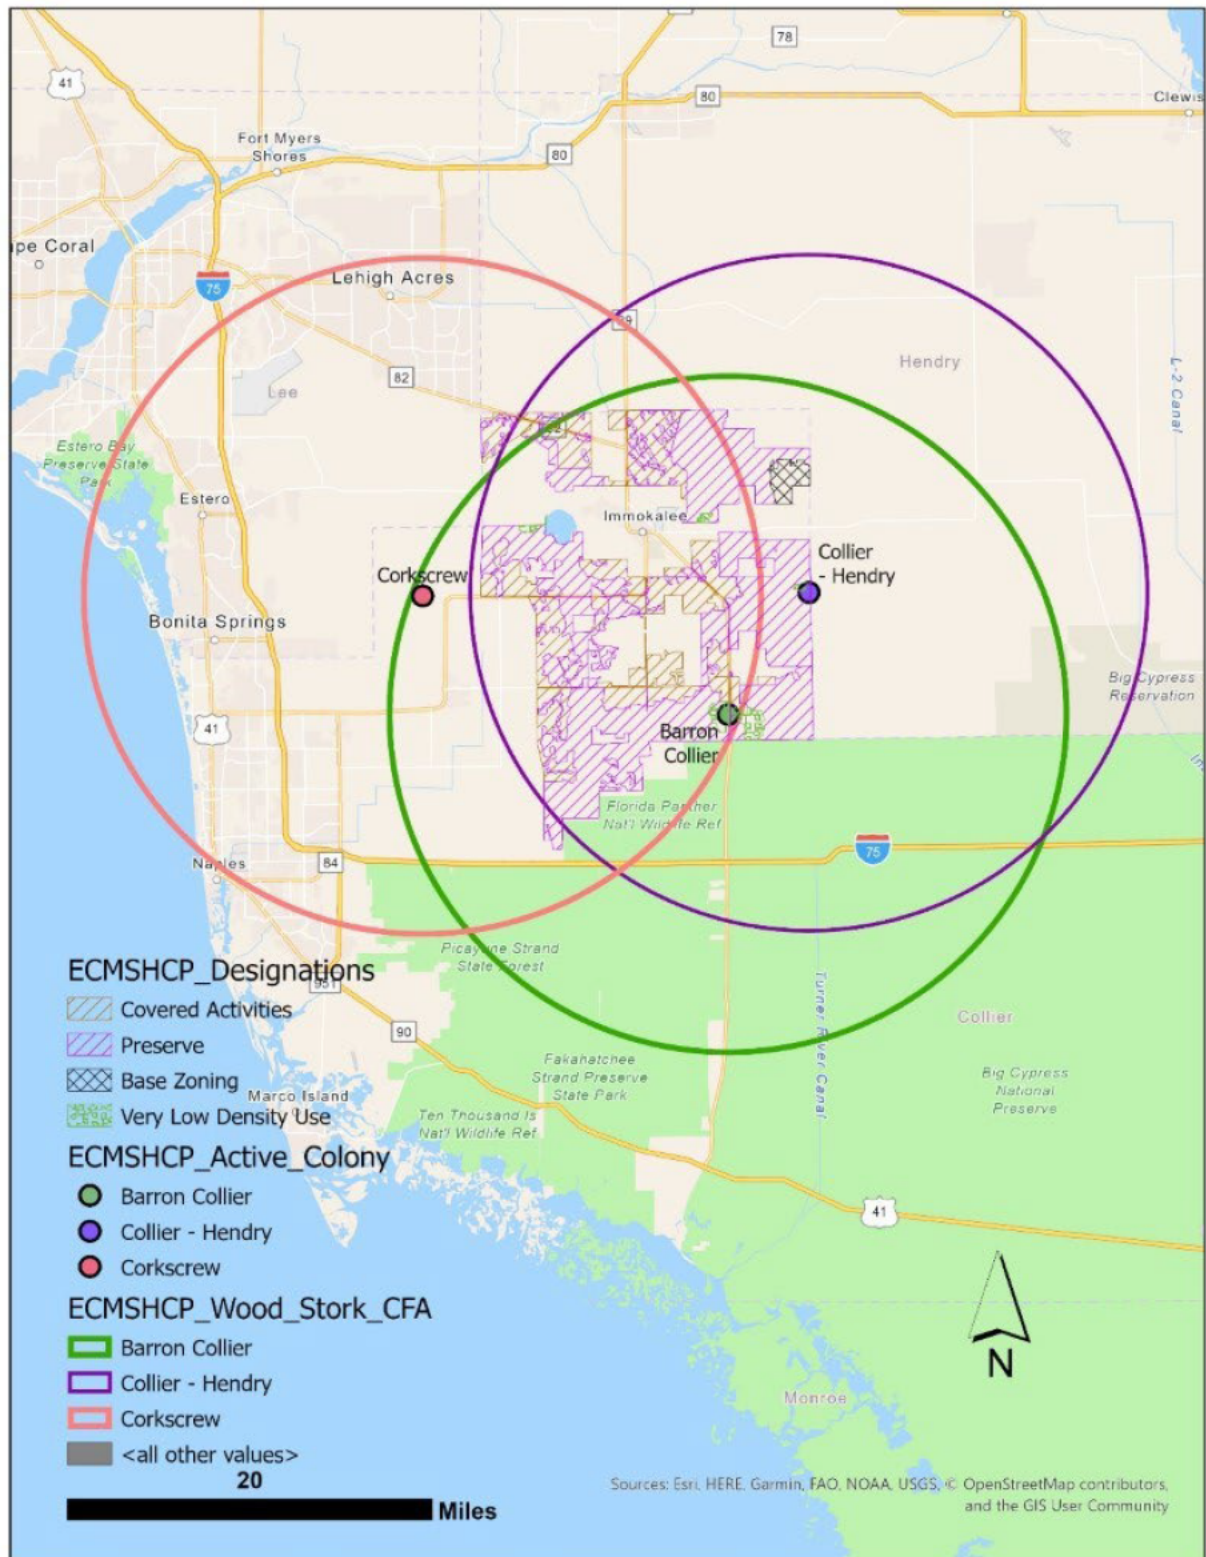 78
41
80
Clewis
Fort Myers
Shores
80
ape Coral
Lehigh Acres
75
29
Hendry
82
Lee
L-2 Canal
Estero Bay
Preserve State
Park
Estero
Immokalee
Collier
- Hendry
Corkscrew
Bonita Springs
Big Cypress
Reservation
41
Barron
Collier
Florida Panther
Nat'l Wildlife Ref
75
Naples
84
Picayune Strand
State Forest
ECMSHCP_Designations
951
Covered Activities
Turner River Canal
Collier
90
Preserve
Fakahatchee
Strand Preserve
State Park
Big Cypress
National
Preserve
Base Zoning
Marco Island
Very Low Density Use
Ten Thousand Is
Nat'l Wildlife Ref
ECMSHCP_Active_Colony
Barron Collier
41
Collier - Hendry
Corkscrew
ECMSHCP_Wood_Stork_CFA
Barron Collier
N
Collier - Hendry
Monroe
Corkscrew
<all other values>
20
Miles
Sources: Esri, HERE, Garmin, FAO, NOAA, USGS, © OpenStreetMap contributors,
and the GIS User Community